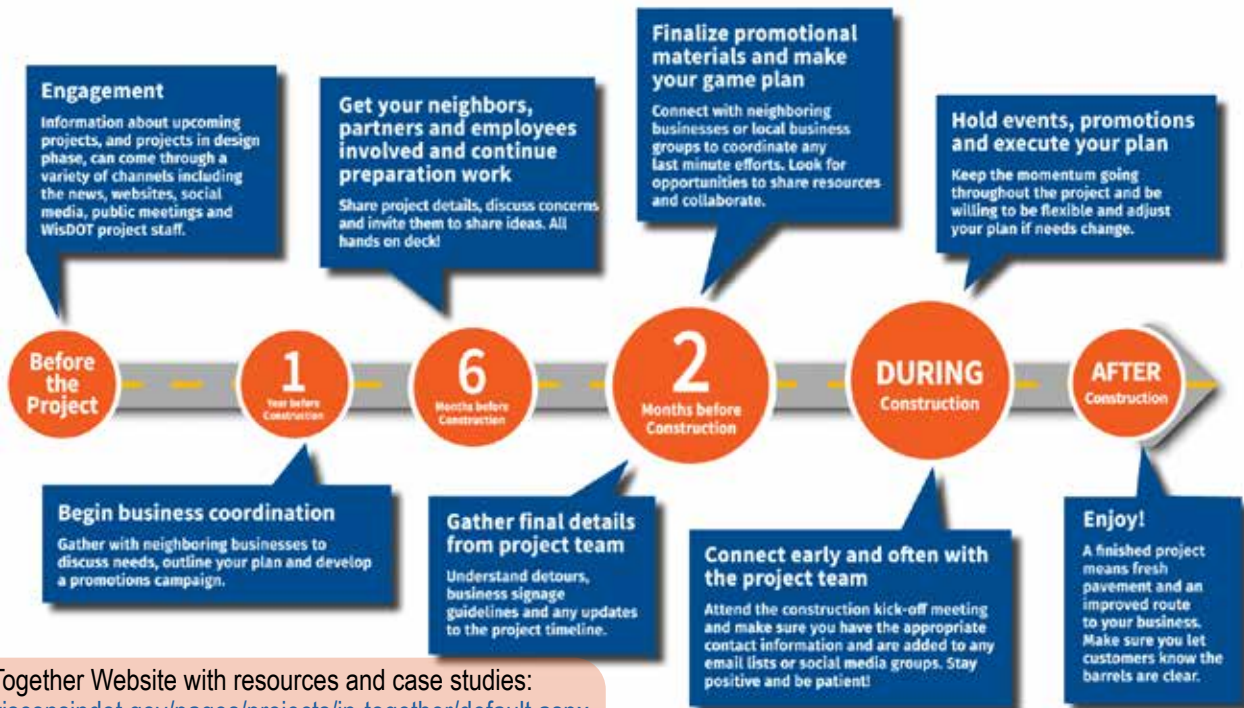 Engagement
Information about upcoming
projects, and projects in design
phase, can come through a
variety of channels including
the news, websites, social
media, public meetings and
WisDOT project staff.
Get your neighbors,
partners and employees
involved and continue
preparation work
Share project details, discuss concerns
and invite them to share ideas. All
hands on deck!
Finalize promotional
materials and make
your game plan
Connect with neighboring
businesses or local business
groups to coordinate any
last minute efforts. Look for
opportunities to share resources
and collaborate.
Hold events, promotions
and execute your plan
Keep the momentum going
throughout the project and be
willing to be flexible and adjust
your plan if needs change.
Before
the
Project
1
Year before
Construction
6
Months before
Construction
2
Months before
Construction
DURING
Construction
AFTER
Construction
Begin business coordination
Gather with neighboring businesses to
discuss needs, outline your plan and develop
a promotions campaign.
Gather final details
from project team
Understand detours,
business signage
guidelines and any updates
to the project timeline.
Connect early and often with
the project team
Attend the construction kick-off meeting
and make sure you have the appropriate
contact information and are added to any
email lists or social media groups. Stay
positive and be patient!
Enjoy!
A finished project
means fresh
pavement and an
improved route
to your business.
Make sure you let
customers know the
barrels are clear.
Together Website with resources and case studies: